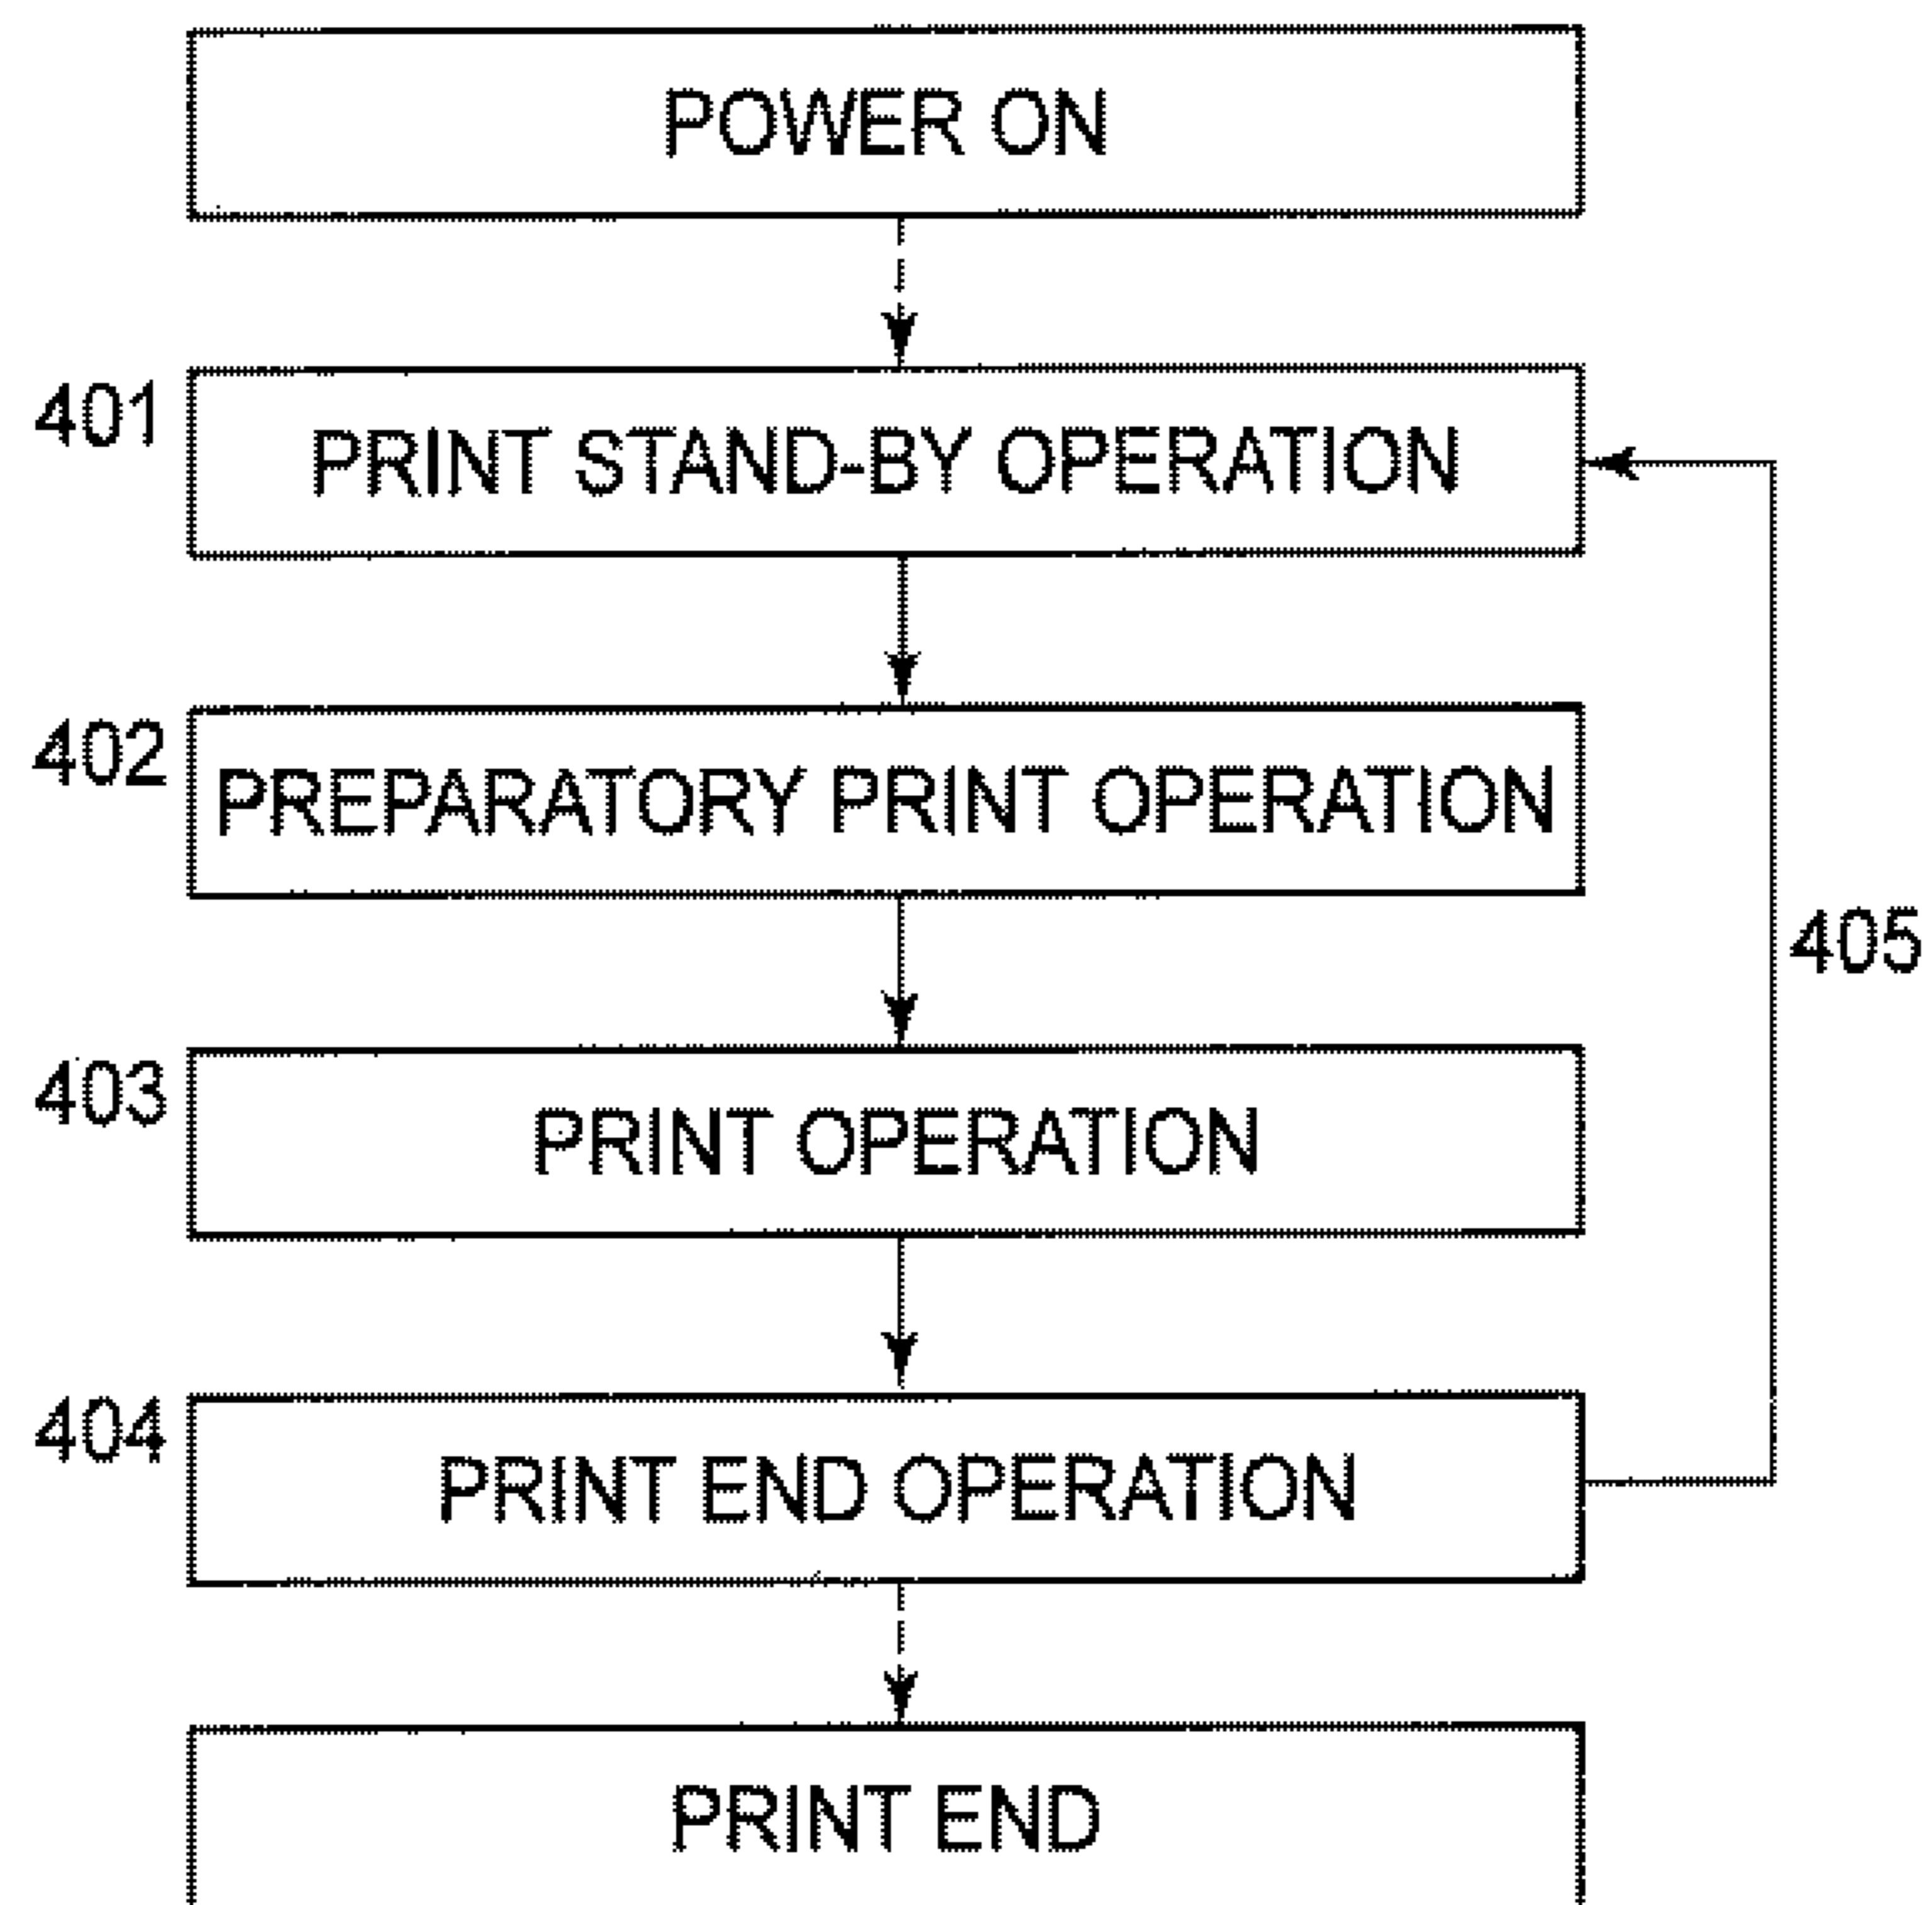 POWER ON
401
PRINT STAND-BY OPERATION
402
PREPARATORY PRINT OPERATION
405
403
PRINT OPERATION
404
PRINT END OPERATION
PRINT END